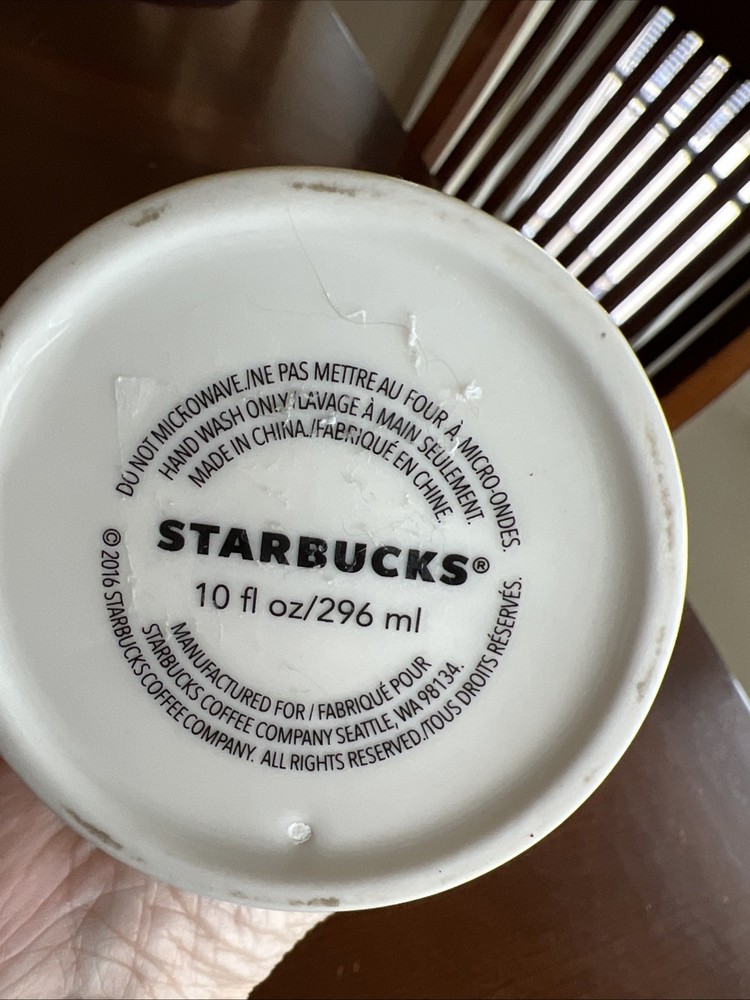 DO NOT MICROWAVE./NE PAS METTRE AU FOUR À MICRO-ONDES.
HAND WASH ONLY./LAVAGE À MAIN SEULEMENT.
MADE IN CHINA./FABRIQUÉ EN CHINE.
STARBUCKS®
10 fl oz/296 ml
MANUFACTURED FOR / FABRIQUÉ POUR
STARBUCKS COFFEE COMPANY SEATTLE, WA 98134.
© 2016 STARBUCKS COFFEE COMPANY. ALL RIGHTS RESERVED./TOUS DROITS RÉSERVÉS.